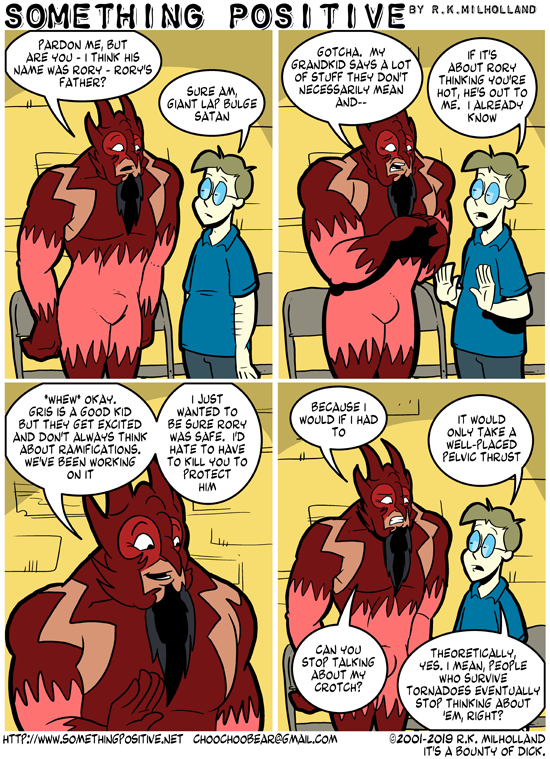 SOMETHING POSITIVE BY R.K.MILHOLLAND
PARDON ME, BUT
ARE YOU - I THINK HIS
NAME WAS RORY - RORY'S
FATHER?
SURE AM,
GIANT LAP BULGE
SATAN
GOTCHA. MY
GRANDKID SAYS A LOT
OF STUFF THEY DON'T
NECESSARILY MEAN
AND--
IF IT'S
ABOUT RORY
THINKING YOU'RE
HOT, HE'S OUT TO
ME. I ALREADY
KNOW
*WHEW* OKAY.
GRIS IS A GOOD KID
BUT THEY GET EXCITED
AND DON'T ALWAYS THINK
ABOUT RAMIFICATIONS.
WE'VE BEEN WORKING
ON IT
I JUST
WANTED TO
BE SURE RORY
WAS SAFE. I'D
HATE TO HAVE
TO KILL YOU TO
PROTECT
HIM
BECAUSE I
WOULD IF I HAD
TO
IT WOULD
ONLY TAKE A
WELL-PLACED
PELVIC THRUST
CAN YOU
STOP TALKING
ABOUT MY
CROTCH?
THEORETICALLY,
YES. I MEAN, PEOPLE
WHO SURVIVE
TORNADOES EVENTUALLY
STOP THINKING ABOUT
'EM, RIGHT?
HTTP://WWW.SOMETHINGPOSITIVE.NET CHOOCHOOBEAR@GMAIL.COM ©2001-2019 R.K. MILHOLLAND
IT'S A BOUNTY OF DICK.